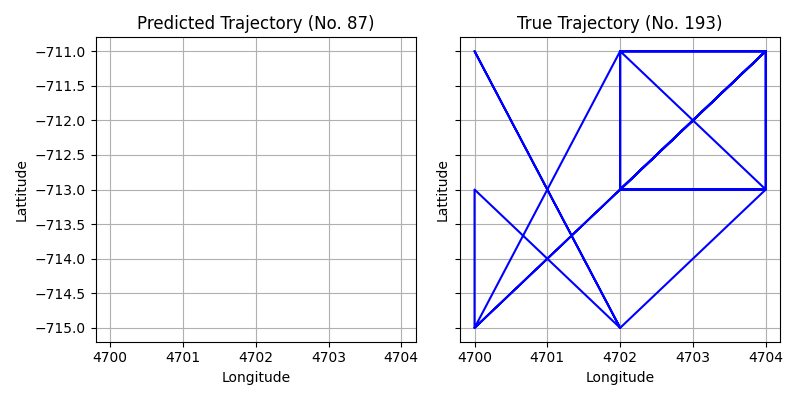 Predicted Trajectory (No. 87)
True Trajectory (No. 193)
−711.0
−711.5
−712.0
−712.5
−713.0
−713.5
−714.0
−714.5
−715.0
Lattitude
Lattitude
4700 4701 4702 4703 4704
4700 4701 4702 4703 4704
Longitude
Longitude